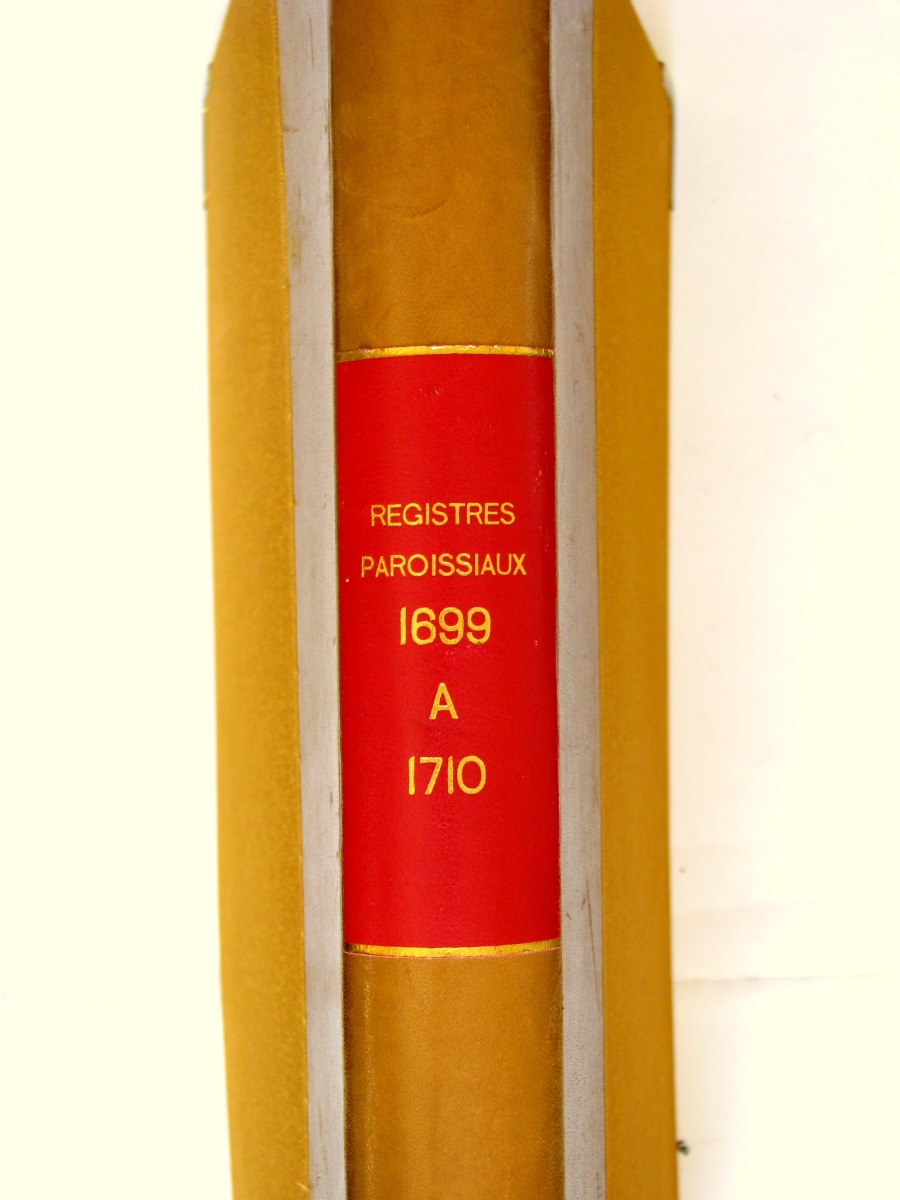 REGISTRES
PAROISSIAUX
1699
A
1710